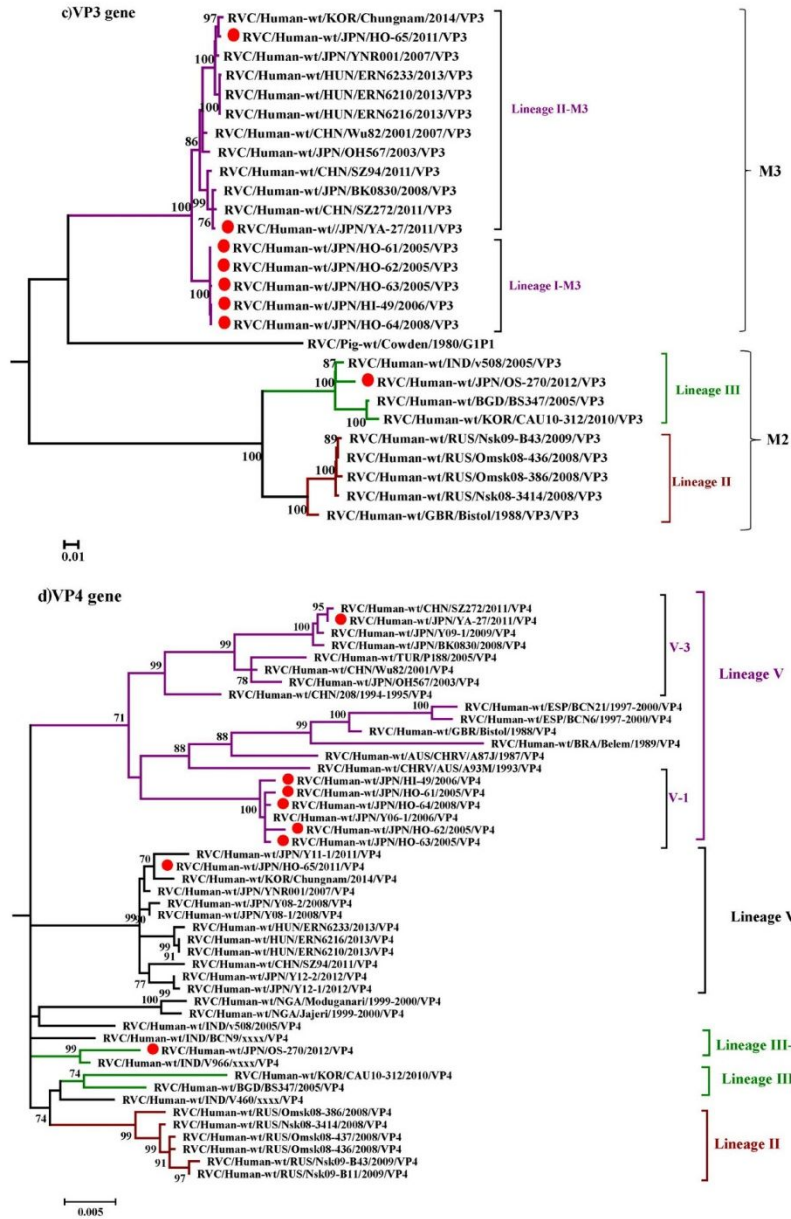 c)VP3 gene
97
RVC/Human-wt/KOR/Chungnam/2014/VP3
RVC/Human-wt/JPN/HO-65/2011/VP3
RVC/Human-wt/JPN/YNR001/2007/VP3
100
RVC/Human-wt/HUN/ERN6233/2013/VP3
RVC/Human-wt/HUN/ERN6210/2013/VP3
100
RVC/Human-wt/HUN/ERN6216/2013/VP3
Lineage II-M3
RVC/Human-wt/CHN/Wu82/2001/2007/VP3
86
RVC/Human-wt/JPN/OH567/2003/VP3
RVC/Human-wt/CHN/SZ94/2011/VP3
M3
99
RVC/Human-wt/JPN/BK0830/2008/VP3
100
RVC/Human-wt/CHN/SZ272/2011/VP3
76
RVC/Human-wt//JPN/YA-27/2011/VP3
RVC/Human-wt/JPN/HO-61/2005/VP3
RVC/Human-wt/JPN/HO-62/2005/VP3
RVC/Human-wt/JPN/HO-63/2005/VP3
Lineage I-M3
100
RVC/Human-wt/JPN/HI-49/2006/VP3
RVC/Human-wt/JPN/HO-64/2008/VP3
RVC/Pig-wt/Cowden/1980/G1P1
87
RVC/Human-wt/IND/v508/2005/VP3
100
RVC/Human-wt/JPN/OS-270/2012/VP3
Lineage III
RVC/Human-wt/BGD/BS347/2005/VP3
100
RVC/Human-wt/KOR/CAU10-312/2010/VP3
89
RVC/Human-wt/RUS/Nsk09-B43/2009/VP3
M2
100
RVC/Human-wt/RUS/Omsk08-436/2008/VP3
100
RVC/Human-wt/RUS/Omsk08-386/2008/VP3
Lineage II
RVC/Human-wt/RUS/Nsk08-3414/2008/VP3
100
RVC/Human-wt/GBR/Bistol/1988/VP3/VP3
0.01
d)VP4 gene
95
RVC/Human-wt/CHN/SZ272/2011/VP4
RVC/Human-wt/JPN/YA-27/2011/VP4
100
RVC/Human-wt/JPN/Y09-1/2009/VP4
RVC/Human-wt/JPN/BK0830/2008/VP4
99
RVC/Human-wt/TUR/P188/2005/VP4
V-3
99
RVC/Human-wt/CHN/Wu82/2001/VP4
78
RVC/Human-wt/JPN/OH567/2003/VP4
Lineage V
RVC/Human-wt/CHN/208/1994-1995/VP4
100
RVC/Human-wt/ESP/BCN21/1997-2000/VP4
100
RVC/Human-wt/ESP/BCN6/1997-2000/VP4
71
99
RVC/Human-wt/GBR/Bistol/1988/VP4
88
RVC/Human-wt/BRA/Belem/1989/VP4
88
RVC/Human-wt/AUS/CHRV/A87J/1987/VP4
RVC/Human-wt/CHRV/AUS/A93M/1993/VP4
RVC/Human-wt/JPN/HI-49/2006/VP4
RVC/Human-wt/JPN/HO-61/2005/VP4
100
RVC/Human-wt/JPN/HO-64/2008/VP4
V-1
RVC/Human-wt/JPN/Y06-1/2006/VP4
RVC/Human-wt/JPN/HO-62/2005/VP4
RVC/Human-wt/JPN/HO-63/2005/VP4
RVC/Human-wt/JPN/Y11-1/2011/VP4
70
RVC/Human-wt/JPN/HO-65/2011/VP4
RVC/Human-wt/KOR/Chungnam/2014/VP4
RVC/Human-wt/JPN/YNR001/2007/VP4
RVC/Human-wt/JPN/Y08-2/2008/VP4
Lineage V
99
RVC/Human-wt/JPN/Y08-1/2008/VP4
RVC/Human-wt/HUN/ERN6233/2013/VP4
RVC/Human-wt/HUN/ERN6216/2013/VP4
99
RVC/Human-wt/HUN/ERN6210/2013/VP4
91
RVC/Human-wt/CHN/SZ94/2011/VP4
77
RVC/Human-wt/JPN/Y12-2/2012/VP4
99
RVC/Human-wt/JPN/Y12-1/2012/VP4
100
RVC/Human-wt/NGA/Moduganari/1999-2000/VP4
RVC/Human-wt/NGA/Jajeri/1999-2000/VP4
RVC/Human-wt/IND/v508/2005/VP4
RVC/Human-wt/IND/BCN9/xxxx/VP4
99
RVC/Human-wt/JPN/OS-270/2012/VP4
Lineage III-
RVC/Human-wt/IND/V966/xxxx/VP4
74
RVC/Human-wt/KOR/CAU10-312/2010/VP4
Lineage III
RVC/Human-wt/BGD/BS347/2005/VP4
RVC/Human-wt/IND/V460/xxxx/VP4
74
RVC/Human-wt/RUS/Omsk08-386/2008/VP4
RVC/Human-wt/RUS/Nsk08-3414/2008/VP4
99
RVC/Human-wt/RUS/Omsk08-437/2008/VP4
Lineage II
99
RVC/Human-wt/RUS/Omsk08-436/2008/VP4
91
RVC/Human-wt/RUS/Nsk09-B43/2009/VP4
97
RVC/Human-wt/RUS/Nsk09-B11/2009/VP4
0.005